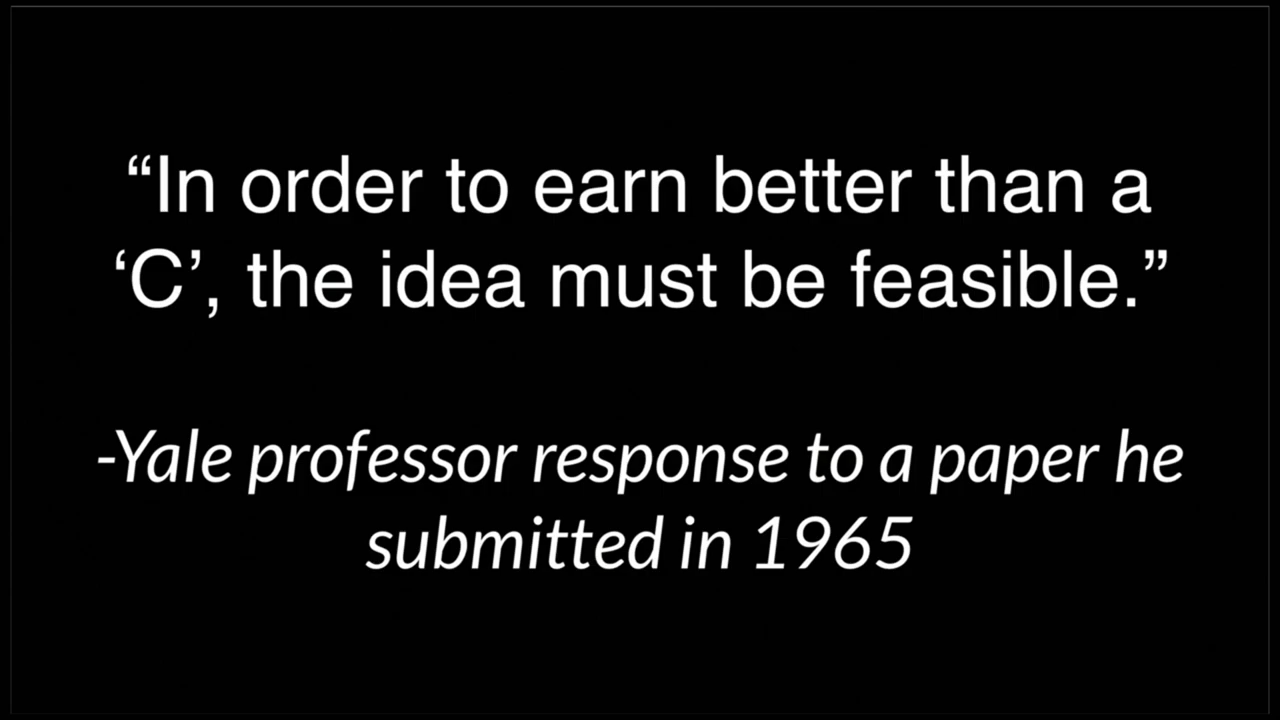 “In order to earn better than a
‘C’, the idea must be feasible.”
-Yale professor response to a paper he
submitted in 1965